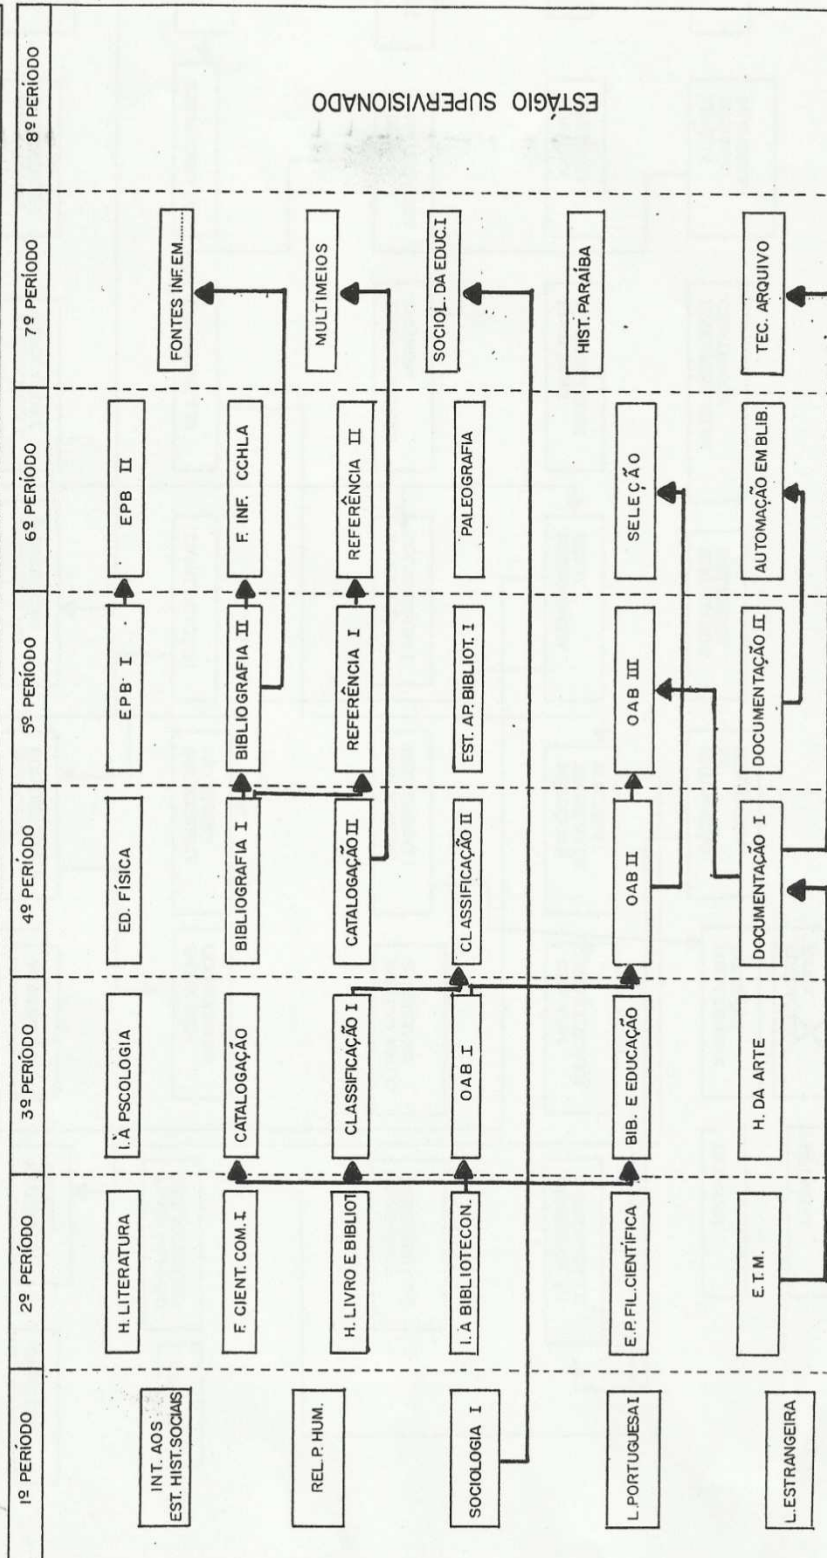 1º PERÍODO
2º PERÍODO
3º PERÍODO
4º PERÍODO
5º PERÍODO
6º PERÍODO
7º PERÍODO
8º PERÍODO
INT. AOS
EST. HIST. SOCIAIS
REL. P. HUM.
SOCIOLOGIA I
L. PORTUGUESA I
L. ESTRANGEIRA
H. LITERATURA
F. CIENT. COM. I
H. LIVRO E BIBLIOT
I. A BIBLIOTECON.
E.P. FIL. CIENTÍFICA
E.T.M.
I. À PSCOLOGIA
CATALOGAÇÃO
CLASSIFICAÇÃO I
OAB I
BIB. E EDUCAÇÃO
H. DA ARTE
ED. FÍSICA
BIBLIOGRAFIA I
CATALOGAÇÃO II
CLASSIFICAÇÃO II
OAB II
DOCUMENTAÇÃO I
EPB I
BIBLIOGRAFIA II
REFERÊNCIA I
EST. AP. BIBLIOT. I
OAB III
DOCUMENTAÇÃO II
EPB II
F. INF. CCHLA
REFERÊNCIA II
PALEOGRAFIA
SELEÇÃO
AUTOMAÇÃO EM BLIB.
FONTES INF. EM.........
MULTIMEIOS
SOCIOL. DA EDUC. I
HIST. PARAÍBA
TEC. ARQUIVO
ESTÁGIO SUPERVISIONADO